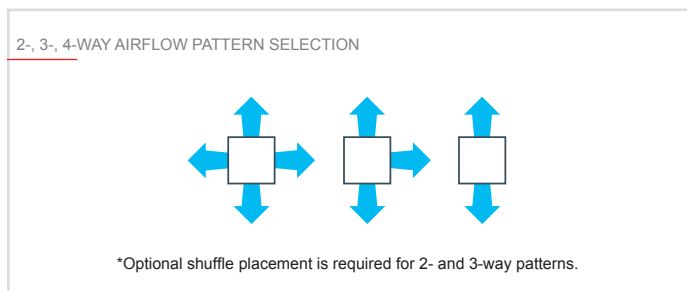 2-, 3-, 4-WAY AIRFLOW PATTERN SELECTION
*Optional shuffle placement is required for 2- and 3-way patterns.